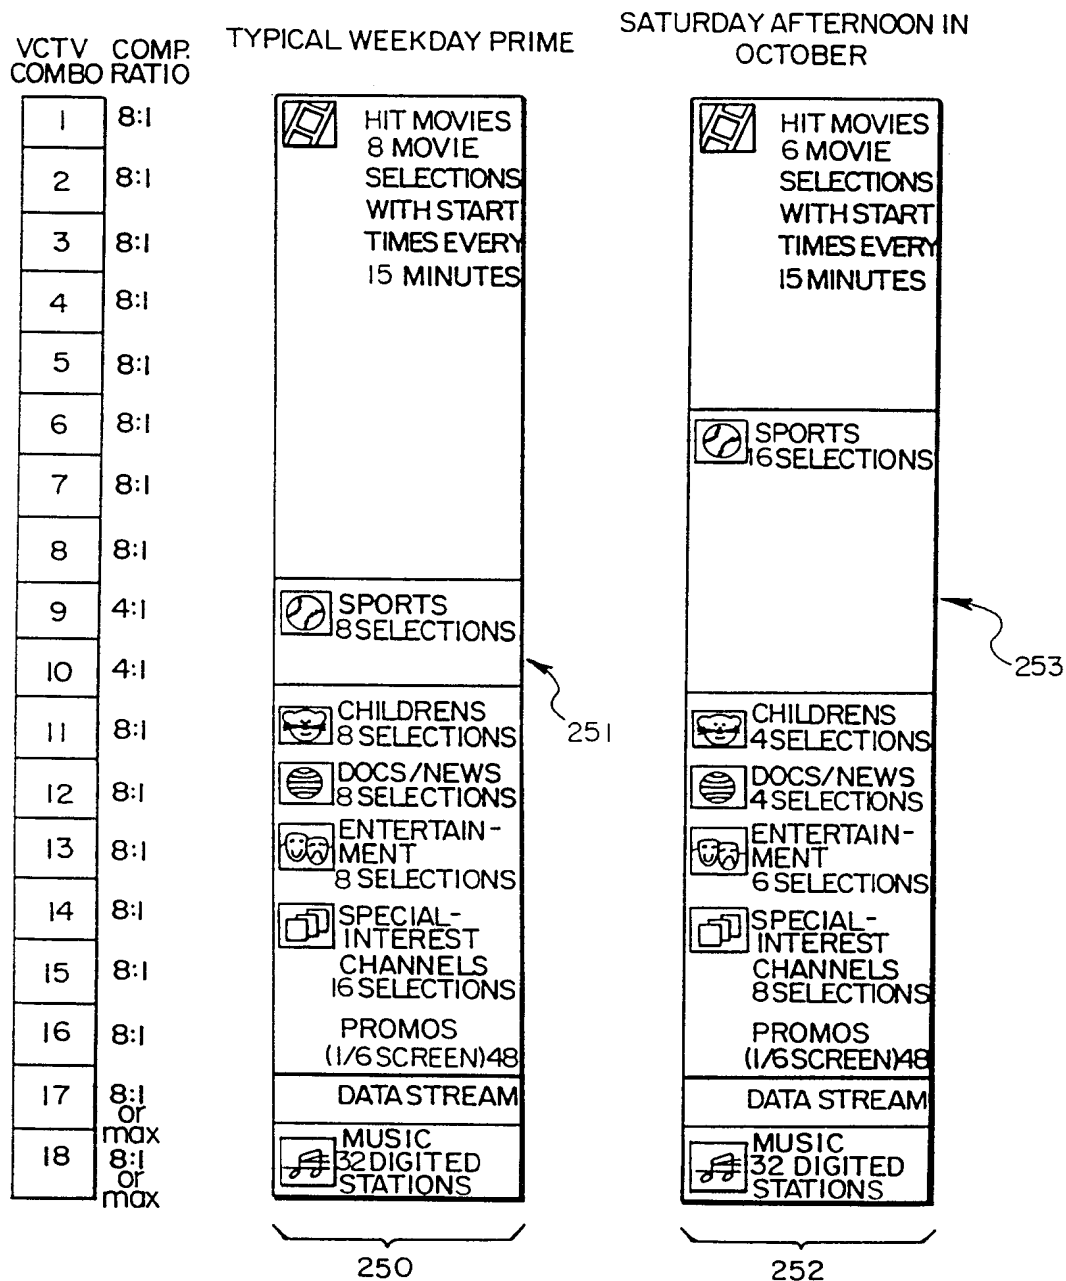 VCTV COMBO
COMP. RATIO
TYPICAL WEEKDAY PRIME
SATURDAY AFTERNOON IN
OCTOBER
1 8:1
2 8:1
3 8:1
4 8:1
5 8:1
6 8:1
7 8:1
8 8:1
9 4:1
10 4:1
11 8:1
12 8:1
13 8:1
14 8:1
15 8:1
16 8:1
17 8:1
or
max
18 8:1
or
max
HIT MOVIES
8 MOVIE
SELECTIONS
WITH START
TIMES EVERY
15 MINUTES
SPORTS
8 SELECTIONS
251
CHILDRENS
8 SELECTIONS
DOCS/NEWS
8 SELECTIONS
ENTERTAIN-
MENT
8 SELECTIONS
SPECIAL-
INTEREST
CHANNELS
16 SELECTIONS
PROMOS
(1/6 SCREEN) 48
DATA STREAM
MUSIC
32 DIGITED
STATIONS
250
HIT MOVIES
6 MOVIE
SELECTIONS
WITH START
TIMES EVERY
15 MINUTES
SPORTS
16 SELECTIONS
253
CHILDRENS
4 SELECTIONS
DOCS/NEWS
4 SELECTIONS
ENTERTAIN-
MENT
6 SELECTIONS
SPECIAL-
INTEREST
CHANNELS
8 SELECTIONS
PROMOS
(1/6 SCREEN) 48
DATA STREAM
MUSIC
32 DIGITED
STATIONS
252